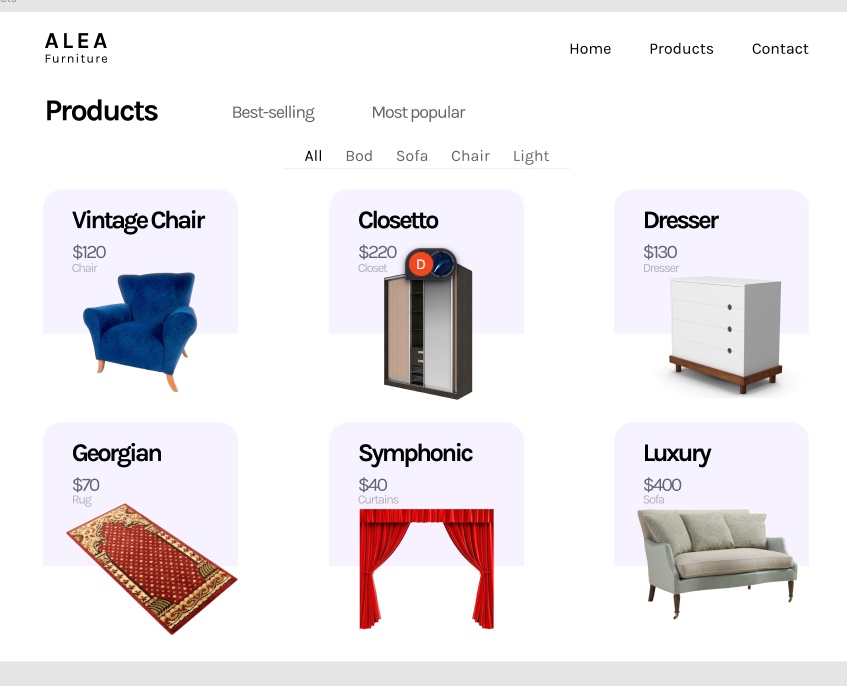 ALEA
Furniture
Home Products Contact
Products Best-selling Most popular
All Bod Sofa Chair Light
Vintage Chair Closetto Dresser
$120 $220 $130
Chair Closet Dresser
D
Georgian Symphonic Luxury
$70 $40 $400
Rug Curtains Sofa